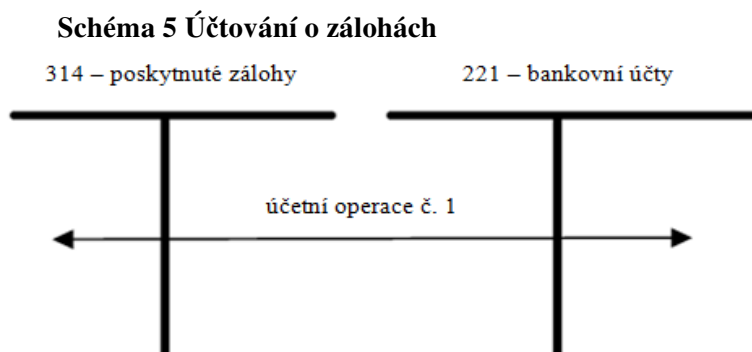 Schéma 5 Účtování o zálohách
314 – poskytnuté zálohy 221 – bankovní účty
účetní operace č. 1